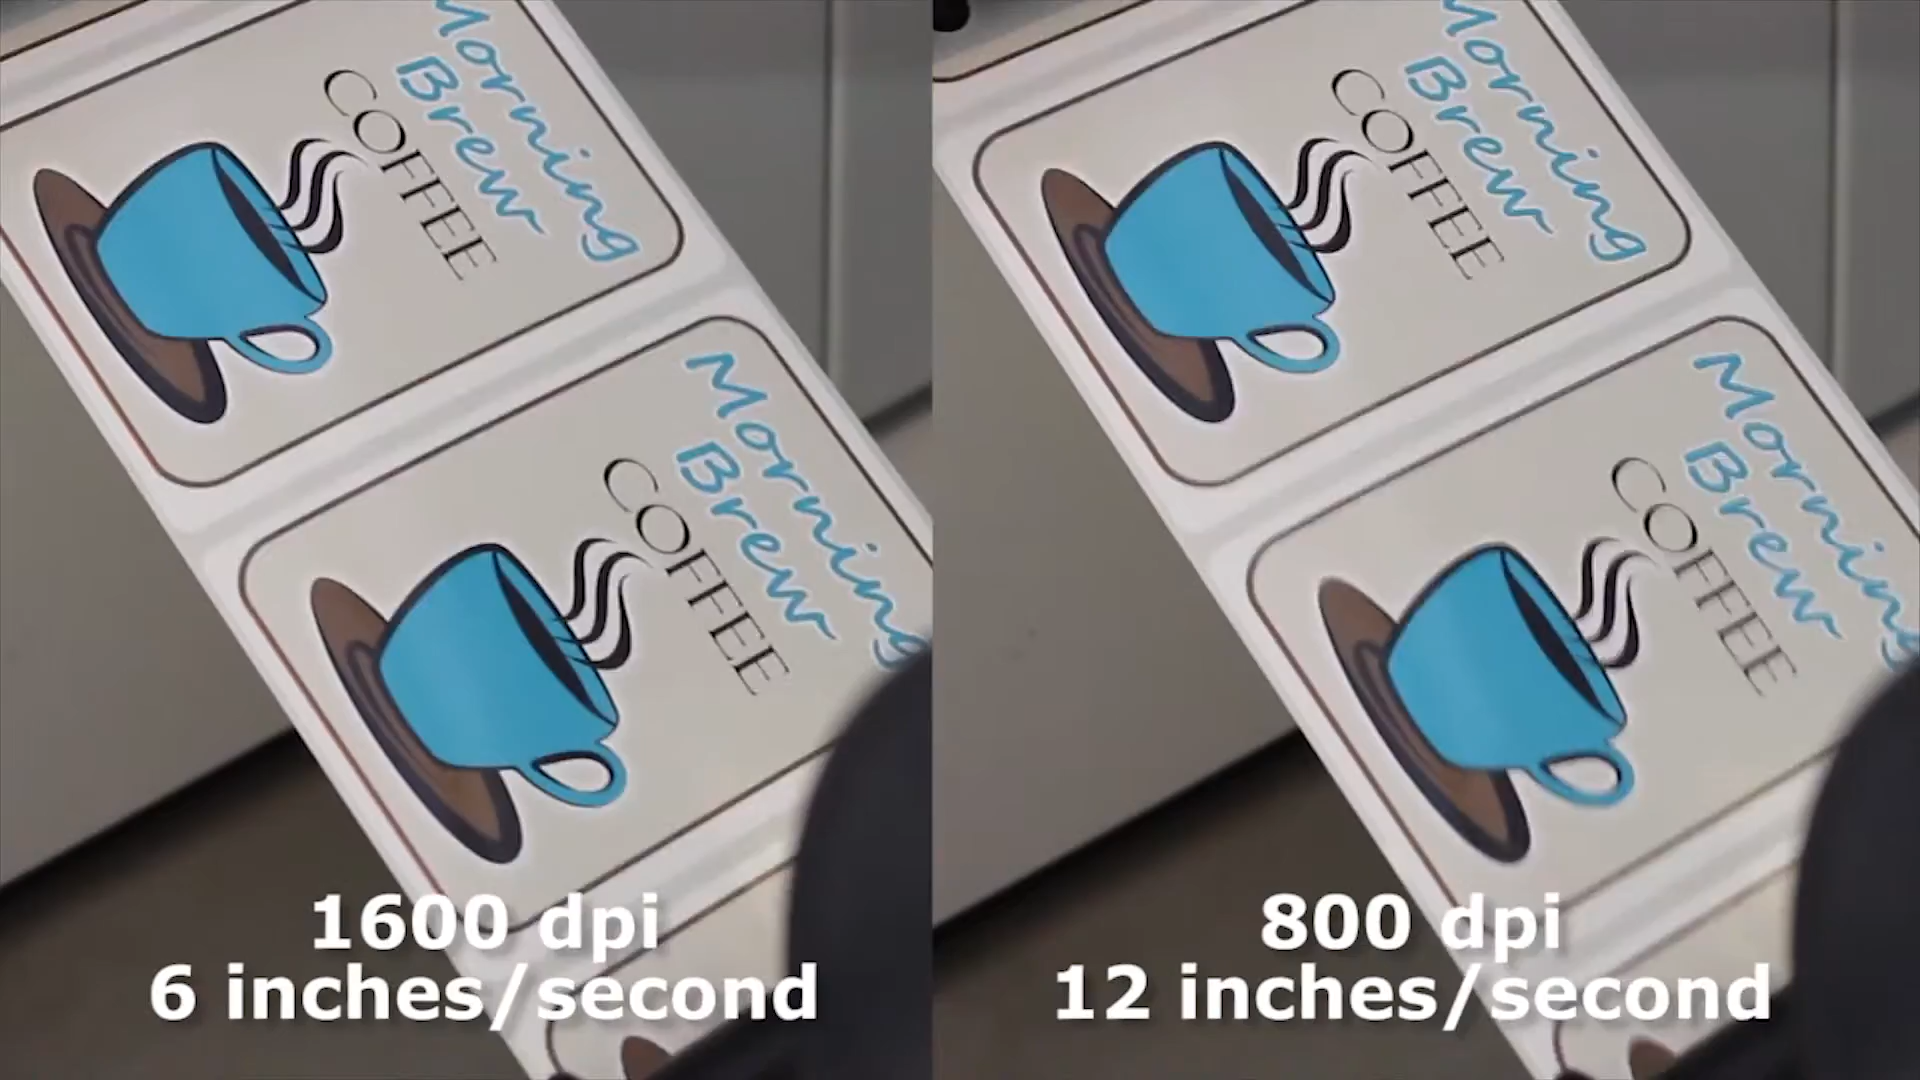 Morning
Brew
COFFEE
Morning
Brew
COFFEE
1600 dpi
6 inches/second
Morning
Brew
COFFEE
Morning
Brew
COFFEE
800 dpi
12 inches/second